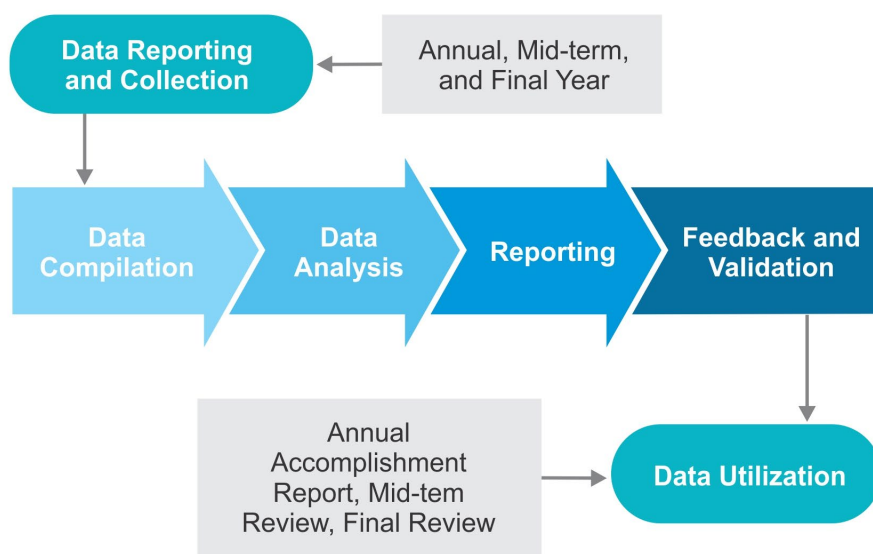 Data Reporting
and Collection
Annual, Mid-term,
and Final Year
Data
Compilation
Data
Analysis
Reporting
Feedback and
Validation
Annual
Accomplishment
Report, Mid-tem
Review, Final Review
Data Utilization